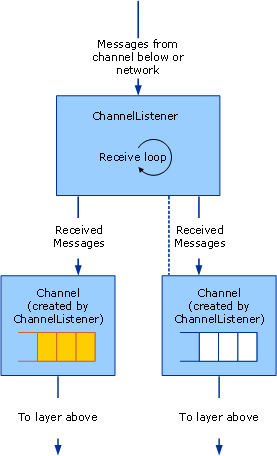 Messages from
channel below or
network
ChannelListener
Receive loop
Received
Messages
Received
Messages
Channel
(created by
ChannelListener)
Channel
(created by
ChannelListener)
To layer above
To layer above